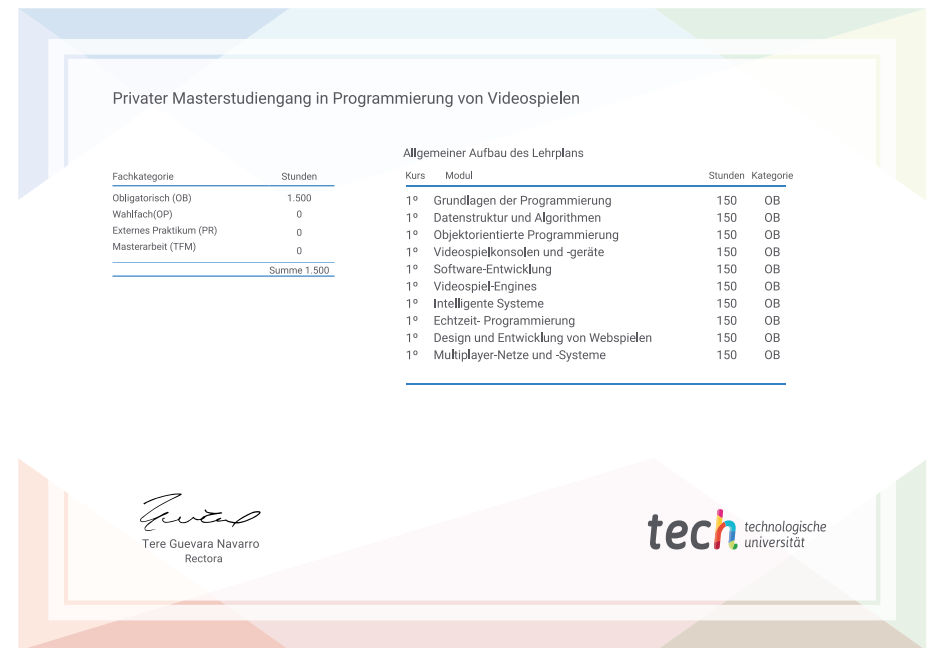 Privater Masterstudiengang in Programmierung von Videospielen
Fachkategorie Stunden
Obligatorisch (OB) 1.500
Wahlfach(OP) 0
Externes Praktikum (PR) 0
Masterarbeit (TFM) 0
Summe 1.500
Allgemeiner Aufbau des Lehrplans
Kurs Modul Stunden Kategorie
1º Grundlagen der Programmierung 150 OB
1º Datenstruktur und Algorithmen 150 OB
1º Objektorientierte Programmierung 150 OB
1º Videospielkonsolen und -geräte 150 OB
1º Software-Entwicklung 150 OB
1º Videospiel-Engines 150 OB
1º Intelligente Systeme 150 OB
1º Echtzeit- Programmierung 150 OB
1º Design und Entwicklung von Webspielen 150 OB
1º Multiplayer-Netze und -Systeme 150 OB
Tere Guevara Navarro
Rectora
tech technologische
universität